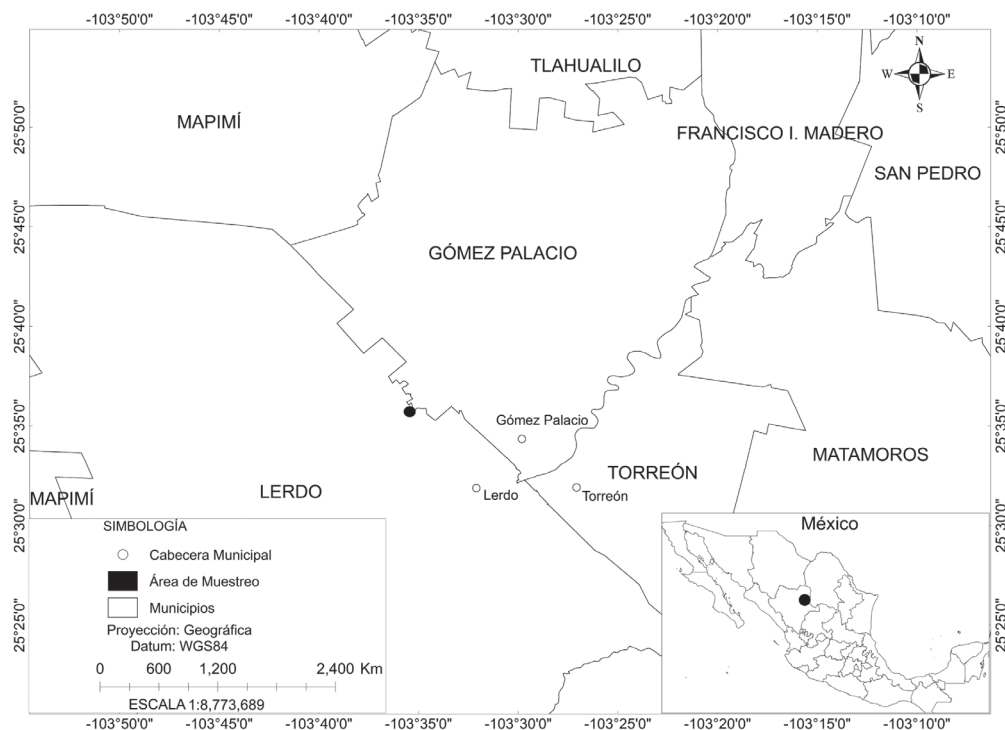 -103°50'0" -103°45'0" -103°40'0" -103°35'0" -103°30'0" -103°25'0" -103°20'0" -103°15'0" -103°10'0"
N
W E
S
TLAHUALILO
MAPIMÍ
FRANCISCO I. MADERO
SAN PEDRO
GÓMEZ PALACIO
Gómez Palacio
MATAMOROS
TORREÓN
MAPIMÍ
LERDO
Lerdo
Torreón
25°50'0"
25°45'0"
25°40'0"
25°35'0"
25°30'0"
25°25'0"
25°50'0"
25°45'0"
25°40'0"
25°35'0"
25°30'0"
25°25'0"
SIMBOLOGÍA
Cabecera Municipal
Área de Muestreo
Municipios
Proyección: Geográfica
Datum: WGS84
0 600 1,200 2,400 Km
ESCALA 1:8,773,689
México
-103°50'0" -103°45'0" -103°40'0" -103°35'0" -103°30'0" -103°25'0" -103°20'0" -103°15'0" -103°10'0"